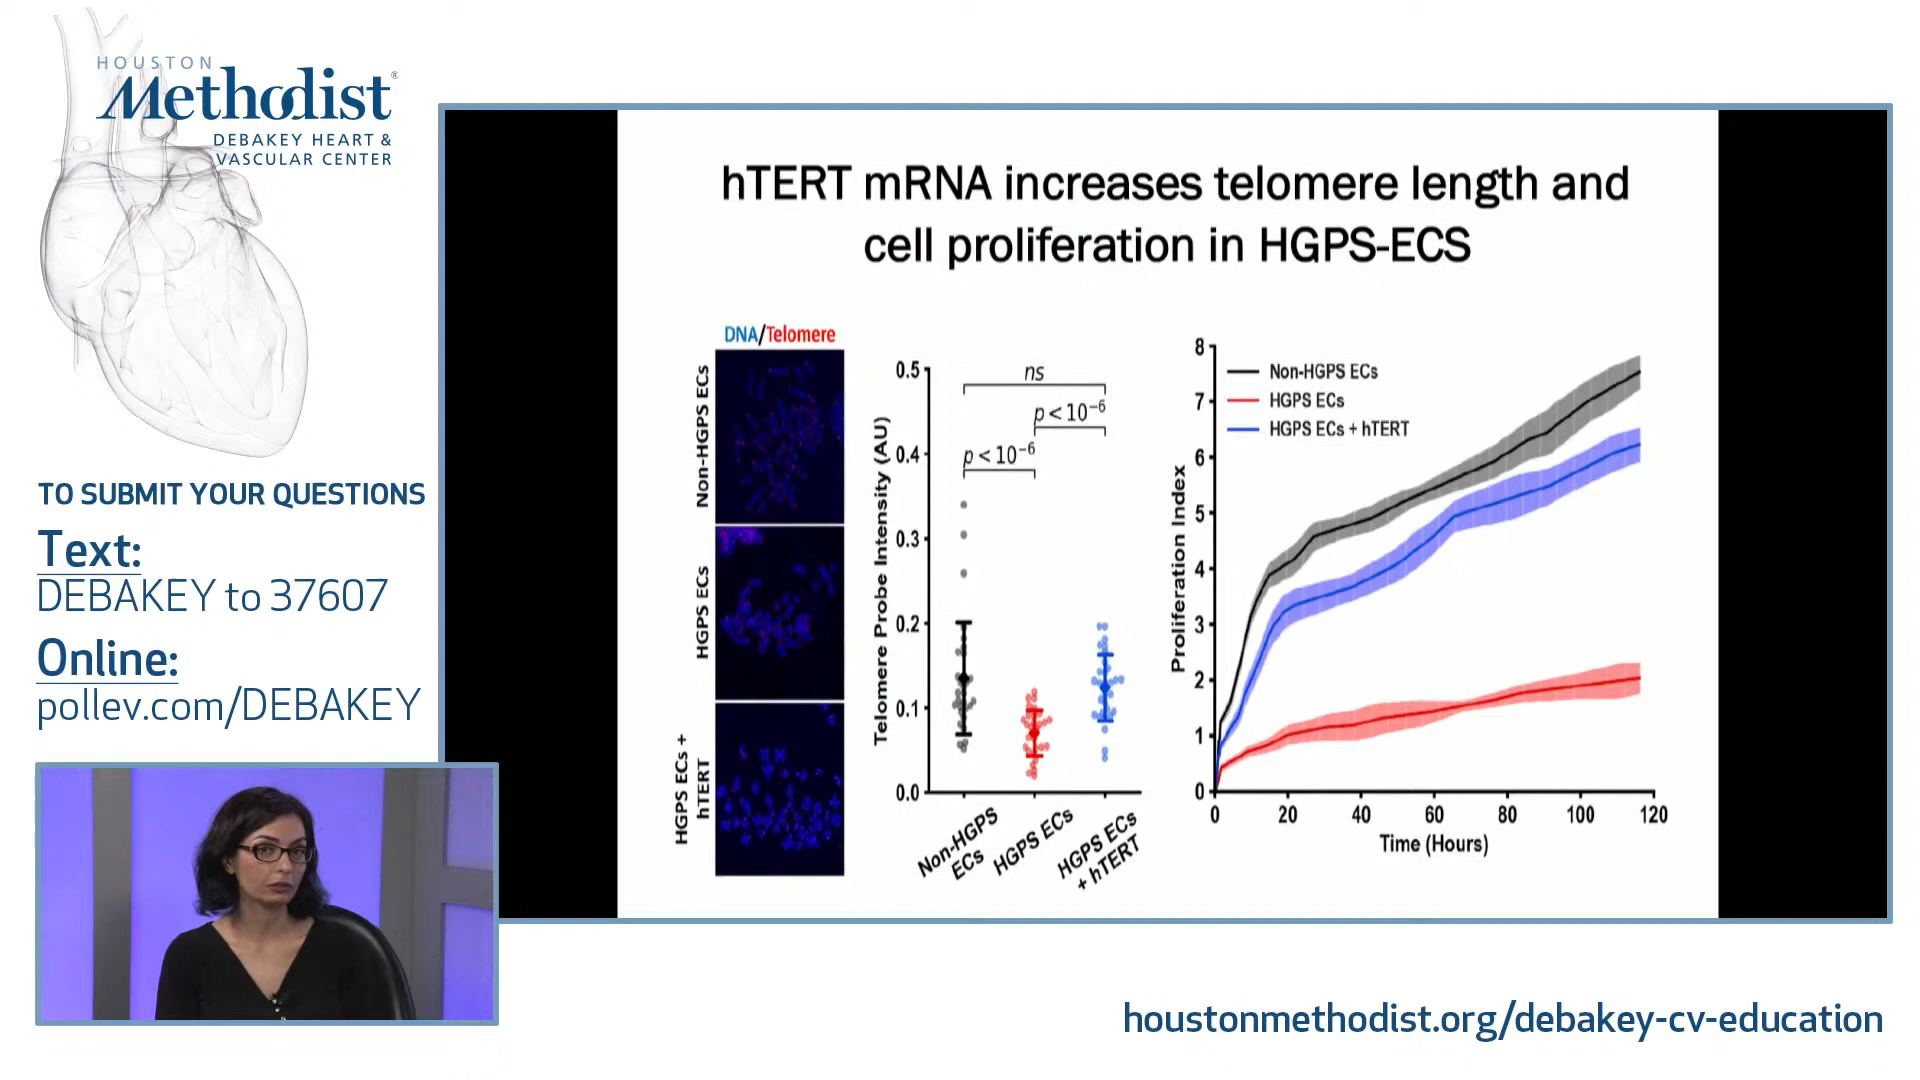 HOUSTON
Methodist®
DEBAKEY HEART &
VASCULAR CENTER
TO SUBMIT YOUR QUESTIONS
Text:
DEBAKEY to 37607
Online:
pollev.com/DEBAKEY
hTERT mRNA increases telomere length and
cell proliferation in HGPS-ECS
DNA/Telomere
Non-HGPS ECs
HGPS ECs
HGPS ECs +
hTERT
Telomere Probe Intensity (AU)
0.5
0.4
0.3
0.2
0.1
0.0
ns
p < 10⁻⁶
p < 10⁻⁶
Non-HGPS
ECs
HGPS ECs
HGPS ECs
+ hTERT
Proliferation Index
8
7
6
5
4
3
2
1
0
Non-HGPS ECs
HGPS ECs
HGPS ECs + hTERT
0 20 40 60 80 100 120
Time (Hours)
houstonmethodist.org/debakey-cv-education